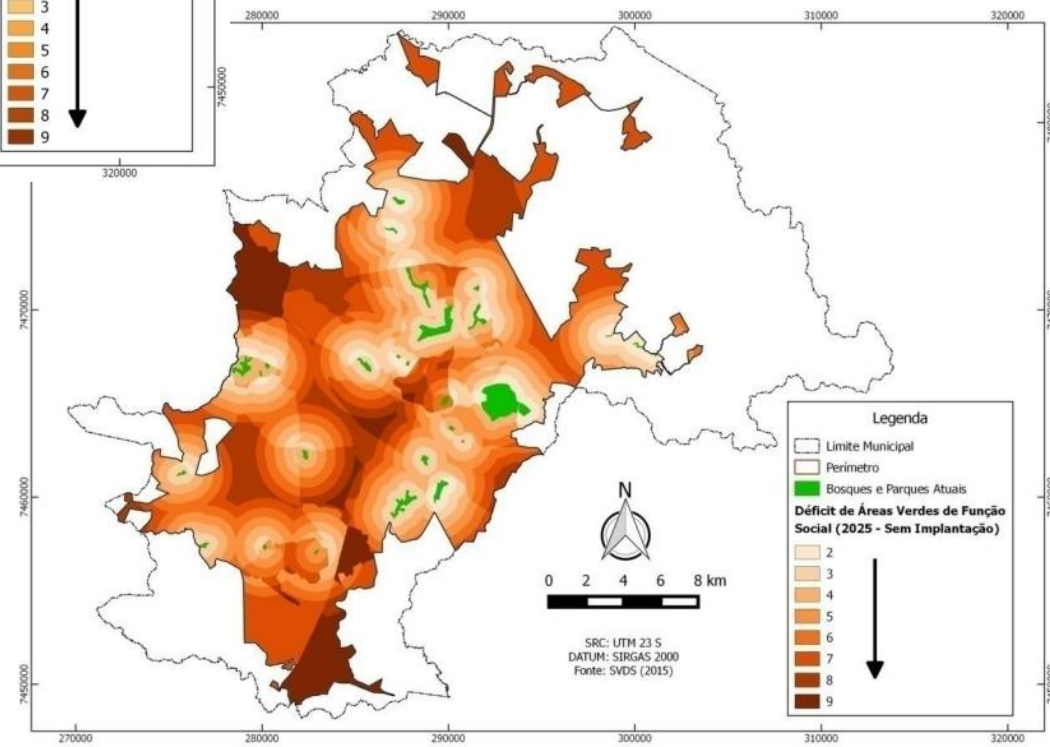 3
4
5
6
7
8
9
320000
7450000
280000
290000
300000
310000
320000
7470000
7460000
7450000
N
0 2 4 6 8 km
SRC: UTM 23 S
DATUM: SIRGAS 2000
Fonte: SVDS (2015)
Legenda
Limite Municipal
Perímetro
Bosques e Parques Atuais
Déficit de Áreas Verdes de Função
Social (2025 - Sem Implantação)
2
3
4
5
6
7
8
9
270000
280000
290000
300000
310000
320000